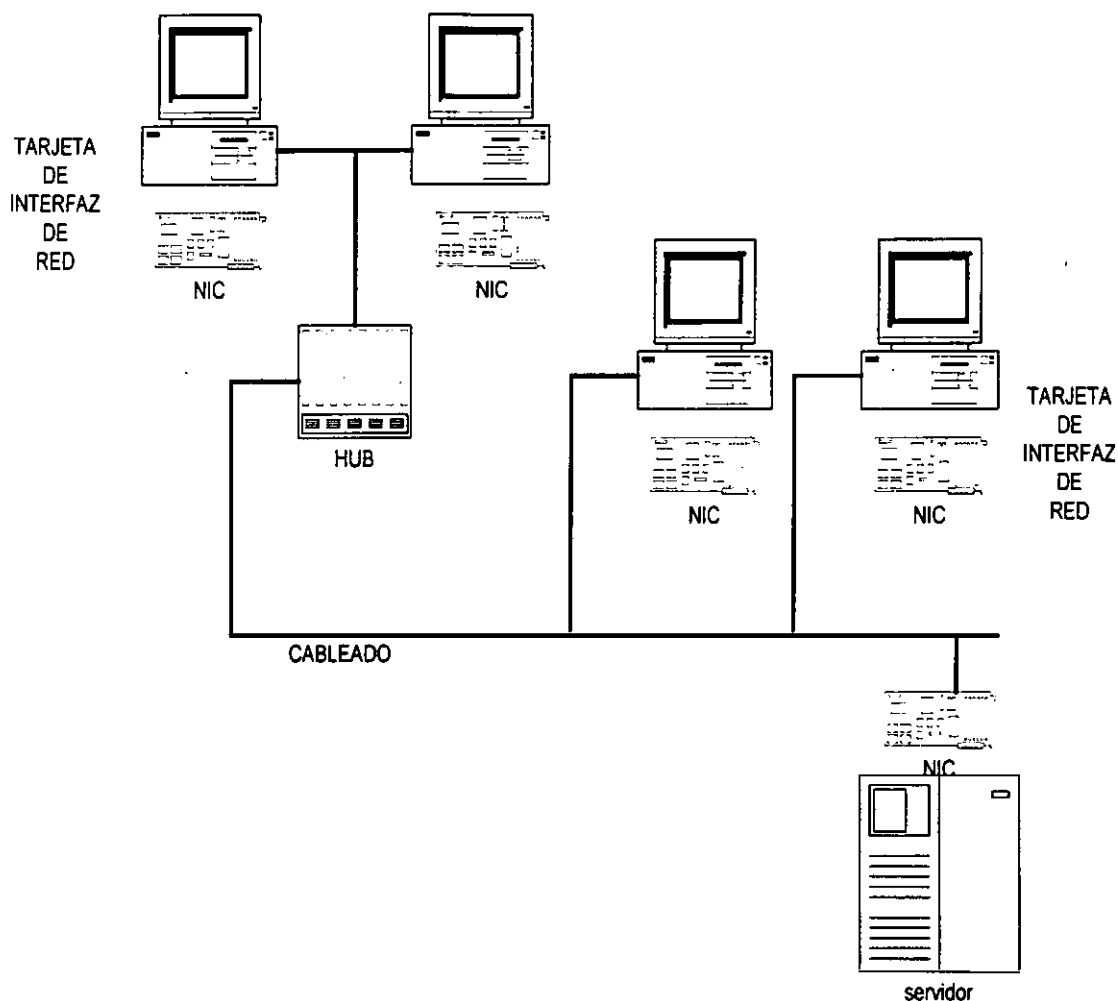 TARJETA
DE
INTERFAZ
DE
RED
NIC
NIC
HUB
TARJETA
DE
INTERFAZ
DE
RED
NIC
NIC
CABLEADO
NIC
servidor